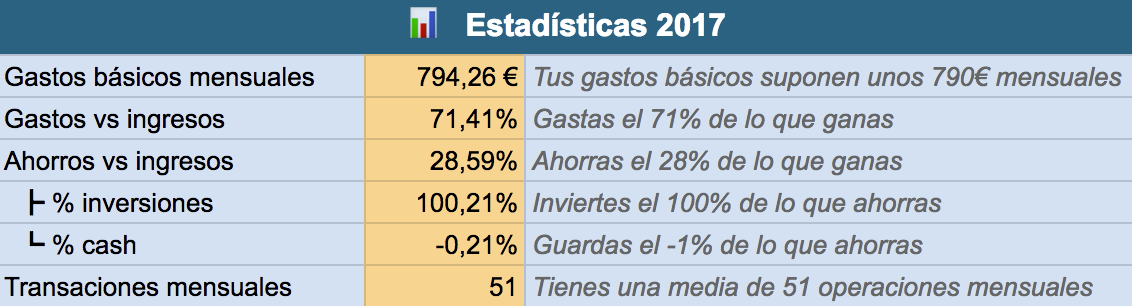 Estadísticas 2017
Gastos básicos mensuales 794,26 € Tus gastos básicos suponen unos 790€ mensuales
Gastos vs ingresos 71,41% Gastas el 71% de lo que ganas
Ahorros vs ingresos 28,59% Ahorras el 28% de lo que ganas
┣ % inversiones 100,21% Inviertes el 100% de lo que ahorras
┗ % cash -0,21% Guardas el -1% de lo que ahorras
Transaciones mensuales 51 Tienes una media de 51 operaciones mensuales